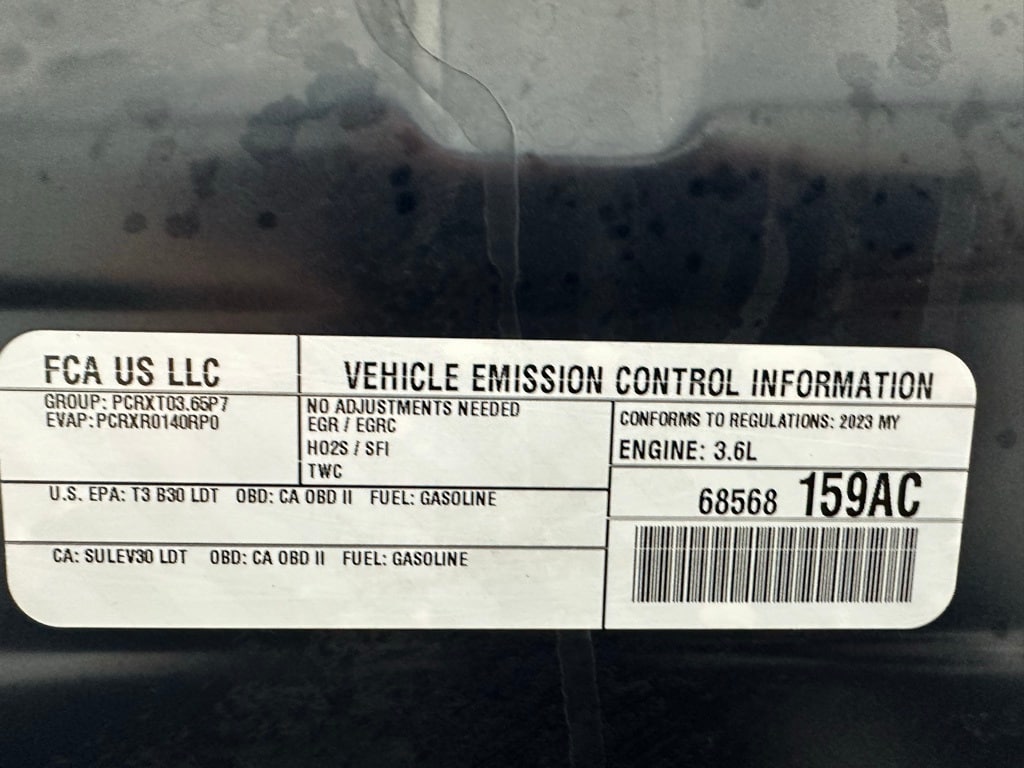 FCA US LLC
VEHICLE EMISSION CONTROL INFORMATION
GROUP: PCRXT03.65P7
EVAP: PCRXR0140RP0
NO ADJUSTMENTS NEEDED
EGR / EGRC
HO2S / SFI
TWC
CONFORMS TO REGULATIONS: 2023 MY
ENGINE: 3.6L
U.S. EPA: T3 B30 LDT OBD: CA OBD II FUEL: GASOLINE
68568 159AC
CA: SULEV30 LDT OBD: CA OBD II FUEL: GASOLINE